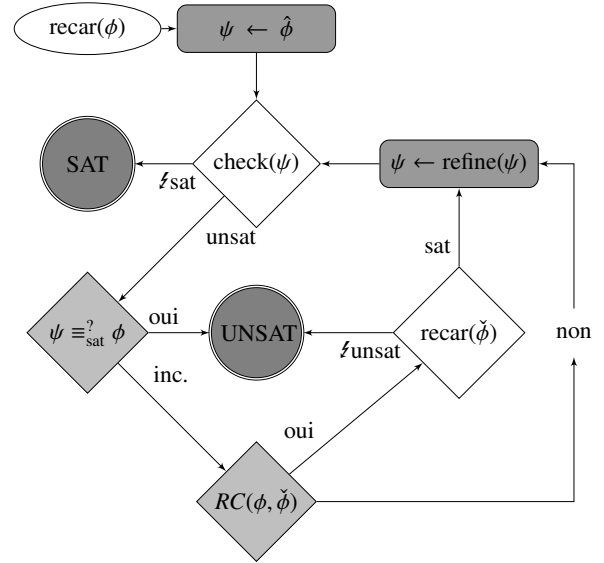 recar(ϕ)
ψ ← ϕ̂
SAT
check(ψ)
ψ ← refine(ψ)
↯sat
unsat
sat
ψ ≡?sat ϕ
oui
UNSAT
recar(ϕ̌)
non
↯unsat
inc.
oui
RC(ϕ, ϕ̌)